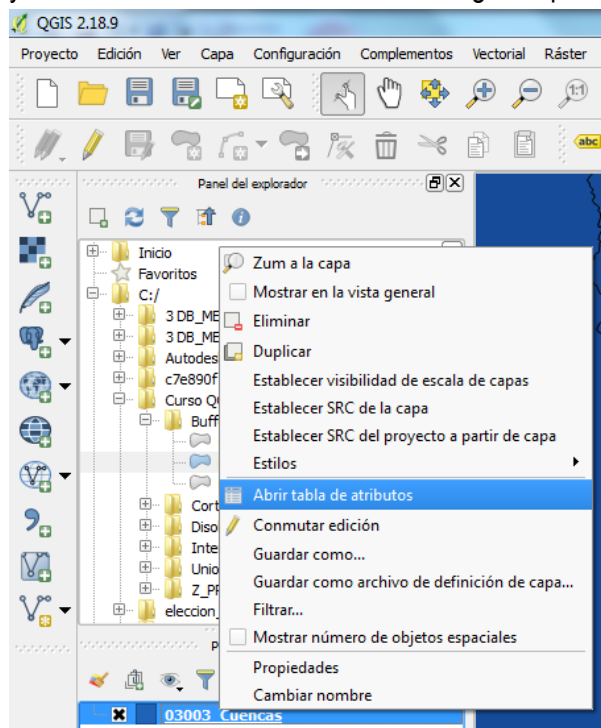 QGIS 2.18.9
Proyecto Edición Ver Capa Configuración Complementos Vectorial Ráster
1:1
abc
Panel del explorador
Inicio
Favoritos
C:/
3 DB_ME
3 DB_ME
Autodes
c7e890f
Curso Q
Buff
Cort
Diso
Inte
Unio
Z_PF
eleccion_
Zum a la capa
Mostrar en la vista general
Eliminar
Duplicar
Establecer visibilidad de escala de capas
Establecer SRC de la capa
Establecer SRC del proyecto a partir de capa
Estilos
Abrir tabla de atributos
Conmutar edición
Guardar como...
Guardar como archivo de definición de capa...
Filtrar...
Mostrar número de objetos espaciales
Propiedades
Cambiar nombre
P
03003_Cuencas